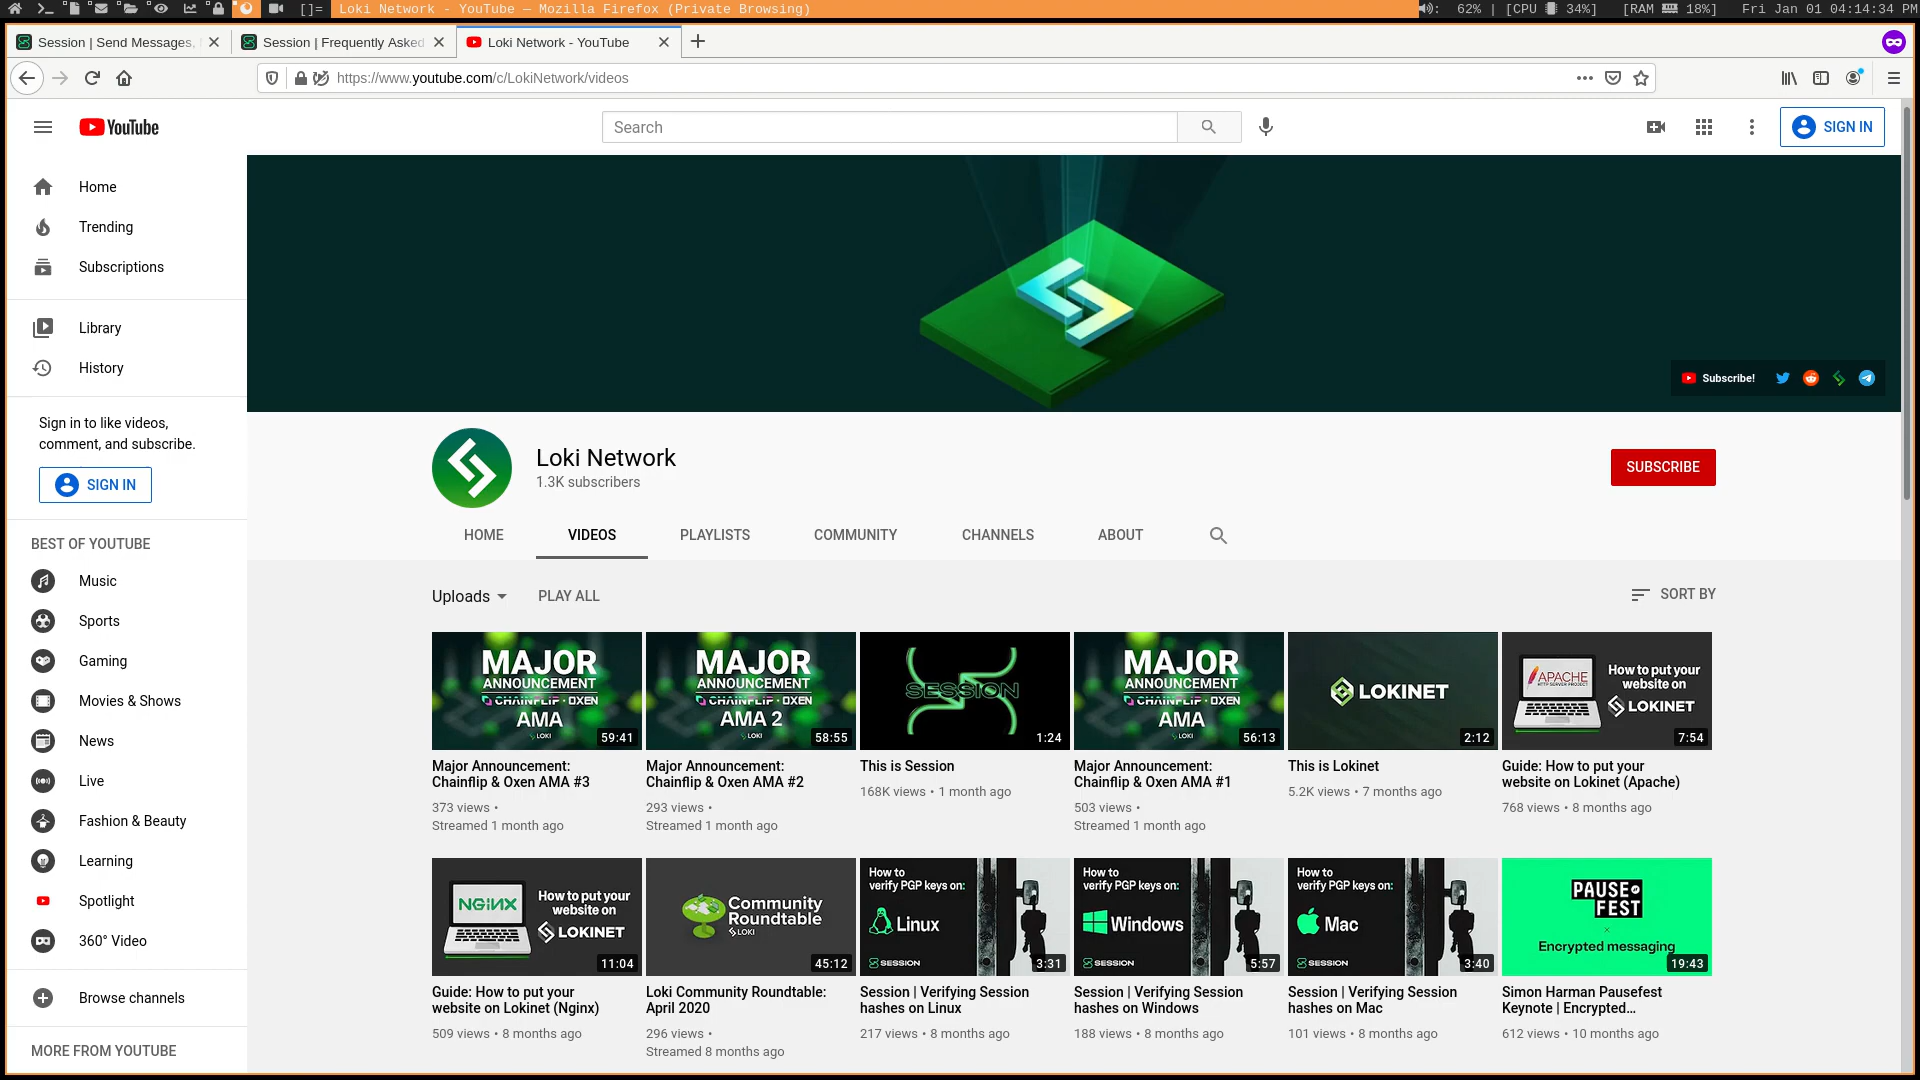 []= Loki Network - YouTube — Mozilla Firefox (Private Browsing) : 62% | [CPU 34%] [RAM 18%] Fri Jan 01 04:14:34 PM
Session | Send Messages,
Session | Frequently Asked
Loki Network - YouTube
https://www.youtube.com/c/LokiNetwork/videos
YouTube
Search
SIGN IN
Home
Trending
Subscriptions
Library
History
Sign in to like videos,
comment, and subscribe.
SIGN IN
BEST OF YOUTUBE
Music
Sports
Gaming
Movies & Shows
News
Live
Fashion & Beauty
Learning
Spotlight
360° Video
Browse channels
MORE FROM YOUTUBE
Subscribe!
Loki Network
1.3K subscribers
SUBSCRIBE
HOME VIDEOS PLAYLISTS COMMUNITY CHANNELS ABOUT
Uploads PLAY ALL SORT BY
MAJOR
ANNOUNCEMENT
CHAINFLIP · OXEN
AMA
LOKI
59:41
Major Announcement:
Chainflip & Oxen AMA #3
373 views •
Streamed 1 month ago
MAJOR
ANNOUNCEMENT
CHAINFLIP · OXEN
AMA 2
LOKI
58:55
Major Announcement:
Chainflip & Oxen AMA #2
293 views •
Streamed 1 month ago
SESSION
1:24
This is Session
168K views • 1 month ago
MAJOR
ANNOUNCEMENT
CHAINFLIP · OXEN
AMA
LOKI
56:13
Major Announcement:
Chainflip & Oxen AMA #1
503 views •
Streamed 1 month ago
LOKINET
2:12
This is Lokinet
5.2K views • 7 months ago
APACHE
HTTP SERVER PROJECT
How to put your
website on
LOKINET
7:54
Guide: How to put your
website on Lokinet (Apache)
768 views • 8 months ago
NGINX
How to put your
website on
LOKINET
11:04
Guide: How to put your
website on Lokinet (Nginx)
509 views • 8 months ago
Community
Roundtable
LOKI
45:12
Loki Community Roundtable:
April 2020
296 views •
Streamed 8 months ago
How to
verify PGP keys on:
Linux
SESSION
3:31
Session | Verifying Session
hashes on Linux
217 views • 8 months ago
How to
verify PGP keys on:
Windows
SESSION
5:57
Session | Verifying Session
hashes on Windows
188 views • 8 months ago
How to
verify PGP keys on:
Mac
SESSION
3:40
Session | Verifying Session
hashes on Mac
101 views • 8 months ago
PAUSE
FEST
×
Encrypted messaging
19:43
Simon Harman Pausefest
Keynote | Encrypted...
612 views • 10 months ago